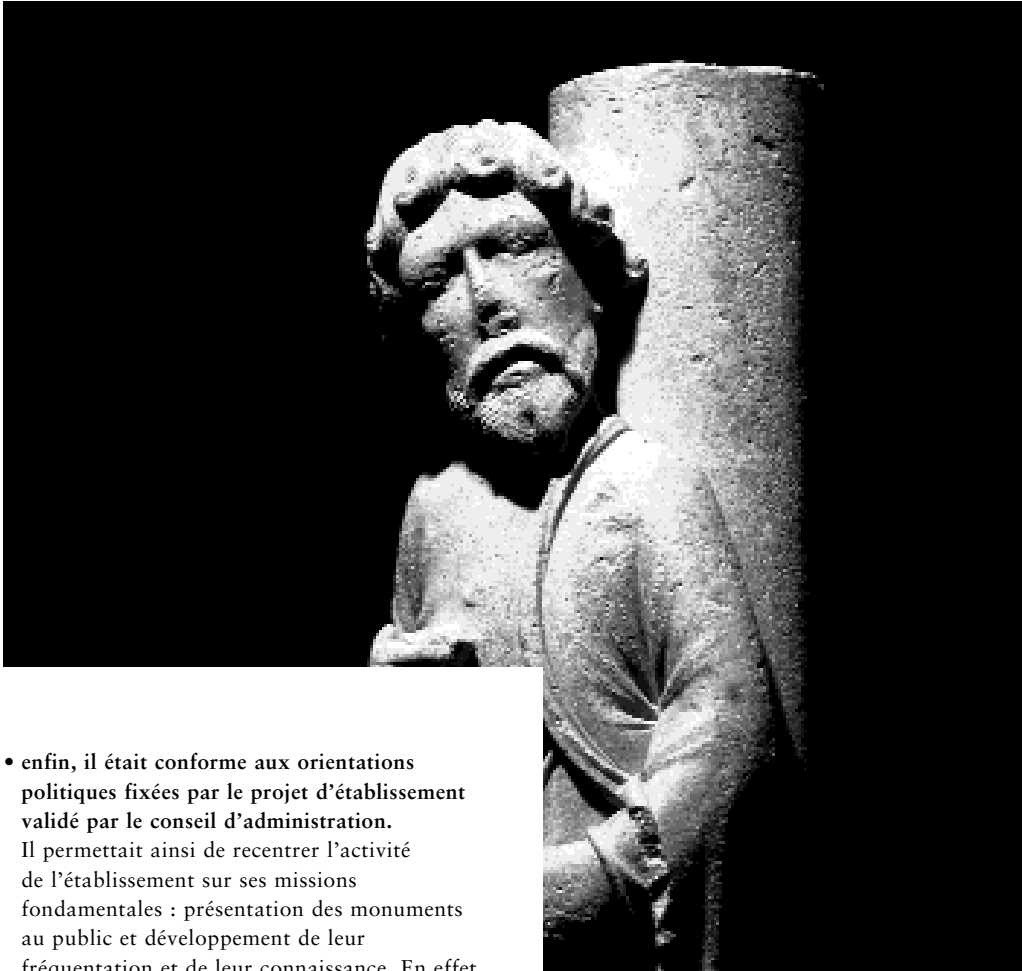 • enfin, il était conforme aux orientations
politiques fixées par le projet d’établissement
validé par le conseil d’administration.
Il permettait ainsi de recentrer l’activité
de l’établissement sur ses missions
fondamentales : présentation des monuments
au public et développement de leur
fréquentation et de leur connaissance. En effet